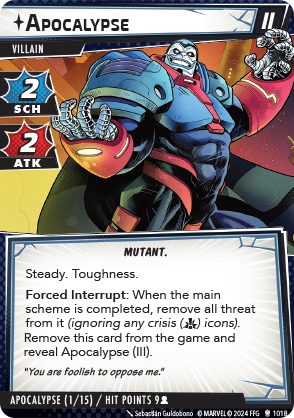 APOCALYPSE
II
VILLAIN
2
SCH
2
ATK
MUTANT.
Steady. Toughness.
Forced Interrupt: When the main
scheme is completed, remove all threat
from it (ignoring any crisis () icons).
Remove this card from the game and
reveal Apocalypse (III).
"You are foolish to oppose me."
APOCALYPSE (1/15) / HIT POINTS 9
Sebastián Guidobono © MARVEL © 2024 FFG 1018